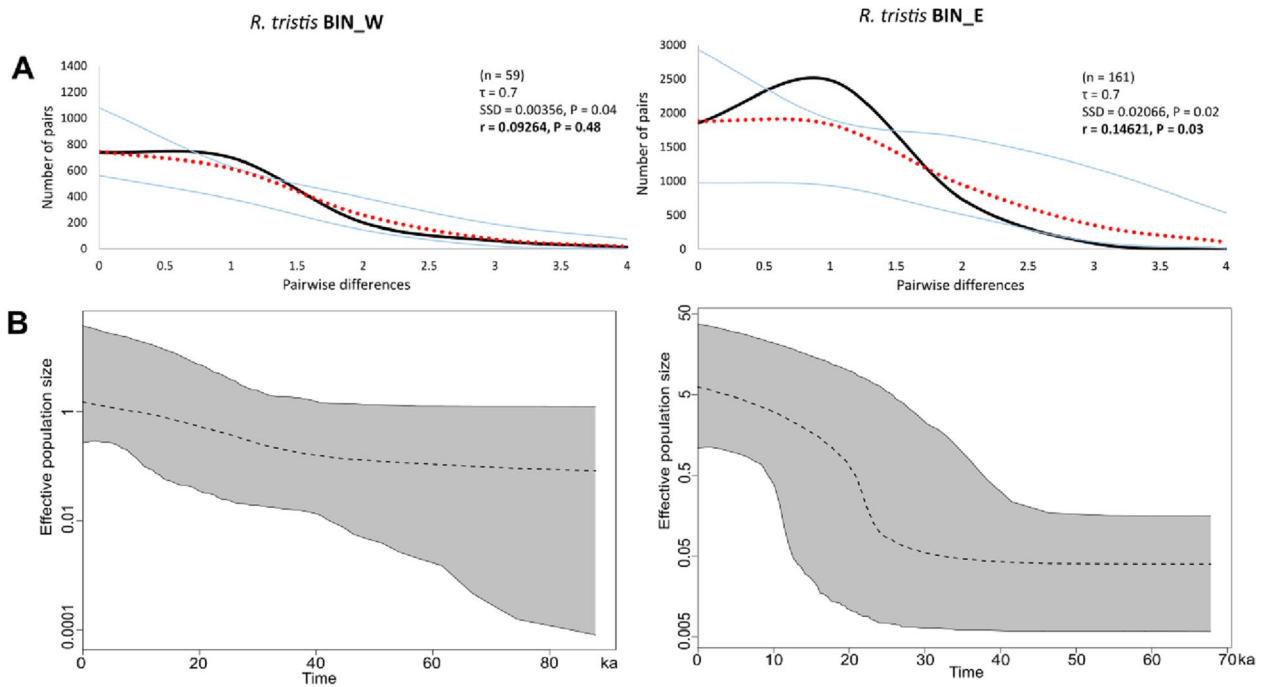 R. tristis BIN_W
R. tristis BIN_E
A
1400
1200
1000
800
600
400
200
0
Number of pairs
(n = 59)
τ = 0.7
SSD = 0.00356, P = 0.04
r = 0.09264, P = 0.48
0 0.5 1 1.5 2 2.5 3 3.5 4
Pairwise differences
3000
2500
2000
1500
1000
500
0
Number of pairs
(n = 161)
τ = 0.7
SSD = 0.02066, P = 0.02
r = 0.14621, P = 0.03
0 0.5 1 1.5 2 2.5 3 3.5 4
Pairwise differences
B
Effective population size
1
0.01
0.0001
0 20 40 60 80 ka
Time
Effective population size
50
5
0.5
0.05
0.005
0 10 20 30 40 50 60 70 ka
Time